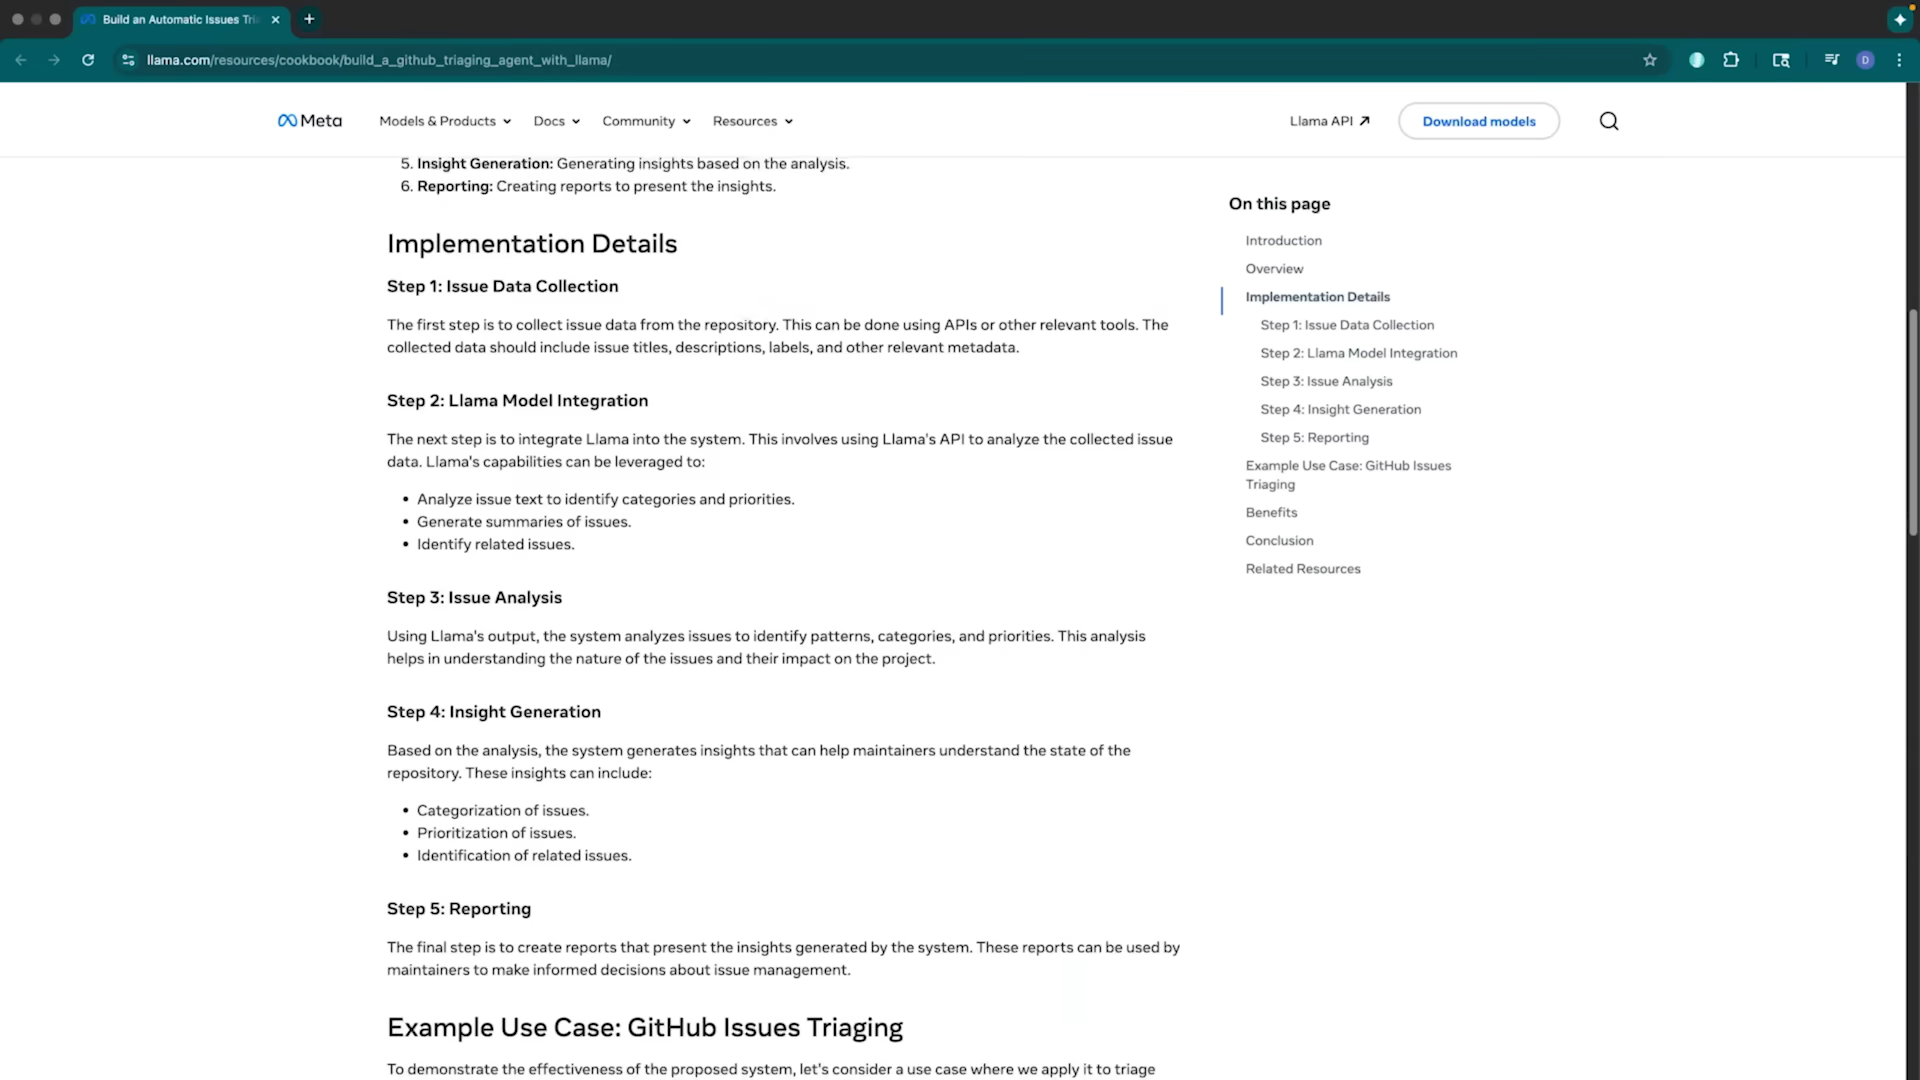 Build an Automatic Issues Tri
llama.com/resources/cookbook/build_a_github_triaging_agent_with_llama/
D
Meta
Models & Products
Docs
Community
Resources
Llama API
Download models
5. Insight Generation: Generating insights based on the analysis.
6. Reporting: Creating reports to present the insights.
Implementation Details
Step 1: Issue Data Collection
The first step is to collect issue data from the repository. This can be done using APIs or other relevant tools. The
collected data should include issue titles, descriptions, labels, and other relevant metadata.
Step 2: Llama Model Integration
The next step is to integrate Llama into the system. This involves using Llama's API to analyze the collected issue
data. Llama's capabilities can be leveraged to:
• Analyze issue text to identify categories and priorities.
• Generate summaries of issues.
• Identify related issues.
Step 3: Issue Analysis
Using Llama's output, the system analyzes issues to identify patterns, categories, and priorities. This analysis
helps in understanding the nature of the issues and their impact on the project.
Step 4: Insight Generation
Based on the analysis, the system generates insights that can help maintainers understand the state of the
repository. These insights can include:
• Categorization of issues.
• Prioritization of issues.
• Identification of related issues.
Step 5: Reporting
The final step is to create reports that present the insights generated by the system. These reports can be used by
maintainers to make informed decisions about issue management.
Example Use Case: GitHub Issues Triaging
To demonstrate the effectiveness of the proposed system, let's consider a use case where we apply it to triage
On this page
Introduction
Overview
Implementation Details
Step 1: Issue Data Collection
Step 2: Llama Model Integration
Step 3: Issue Analysis
Step 4: Insight Generation
Step 5: Reporting
Example Use Case: GitHub Issues
Triaging
Benefits
Conclusion
Related Resources